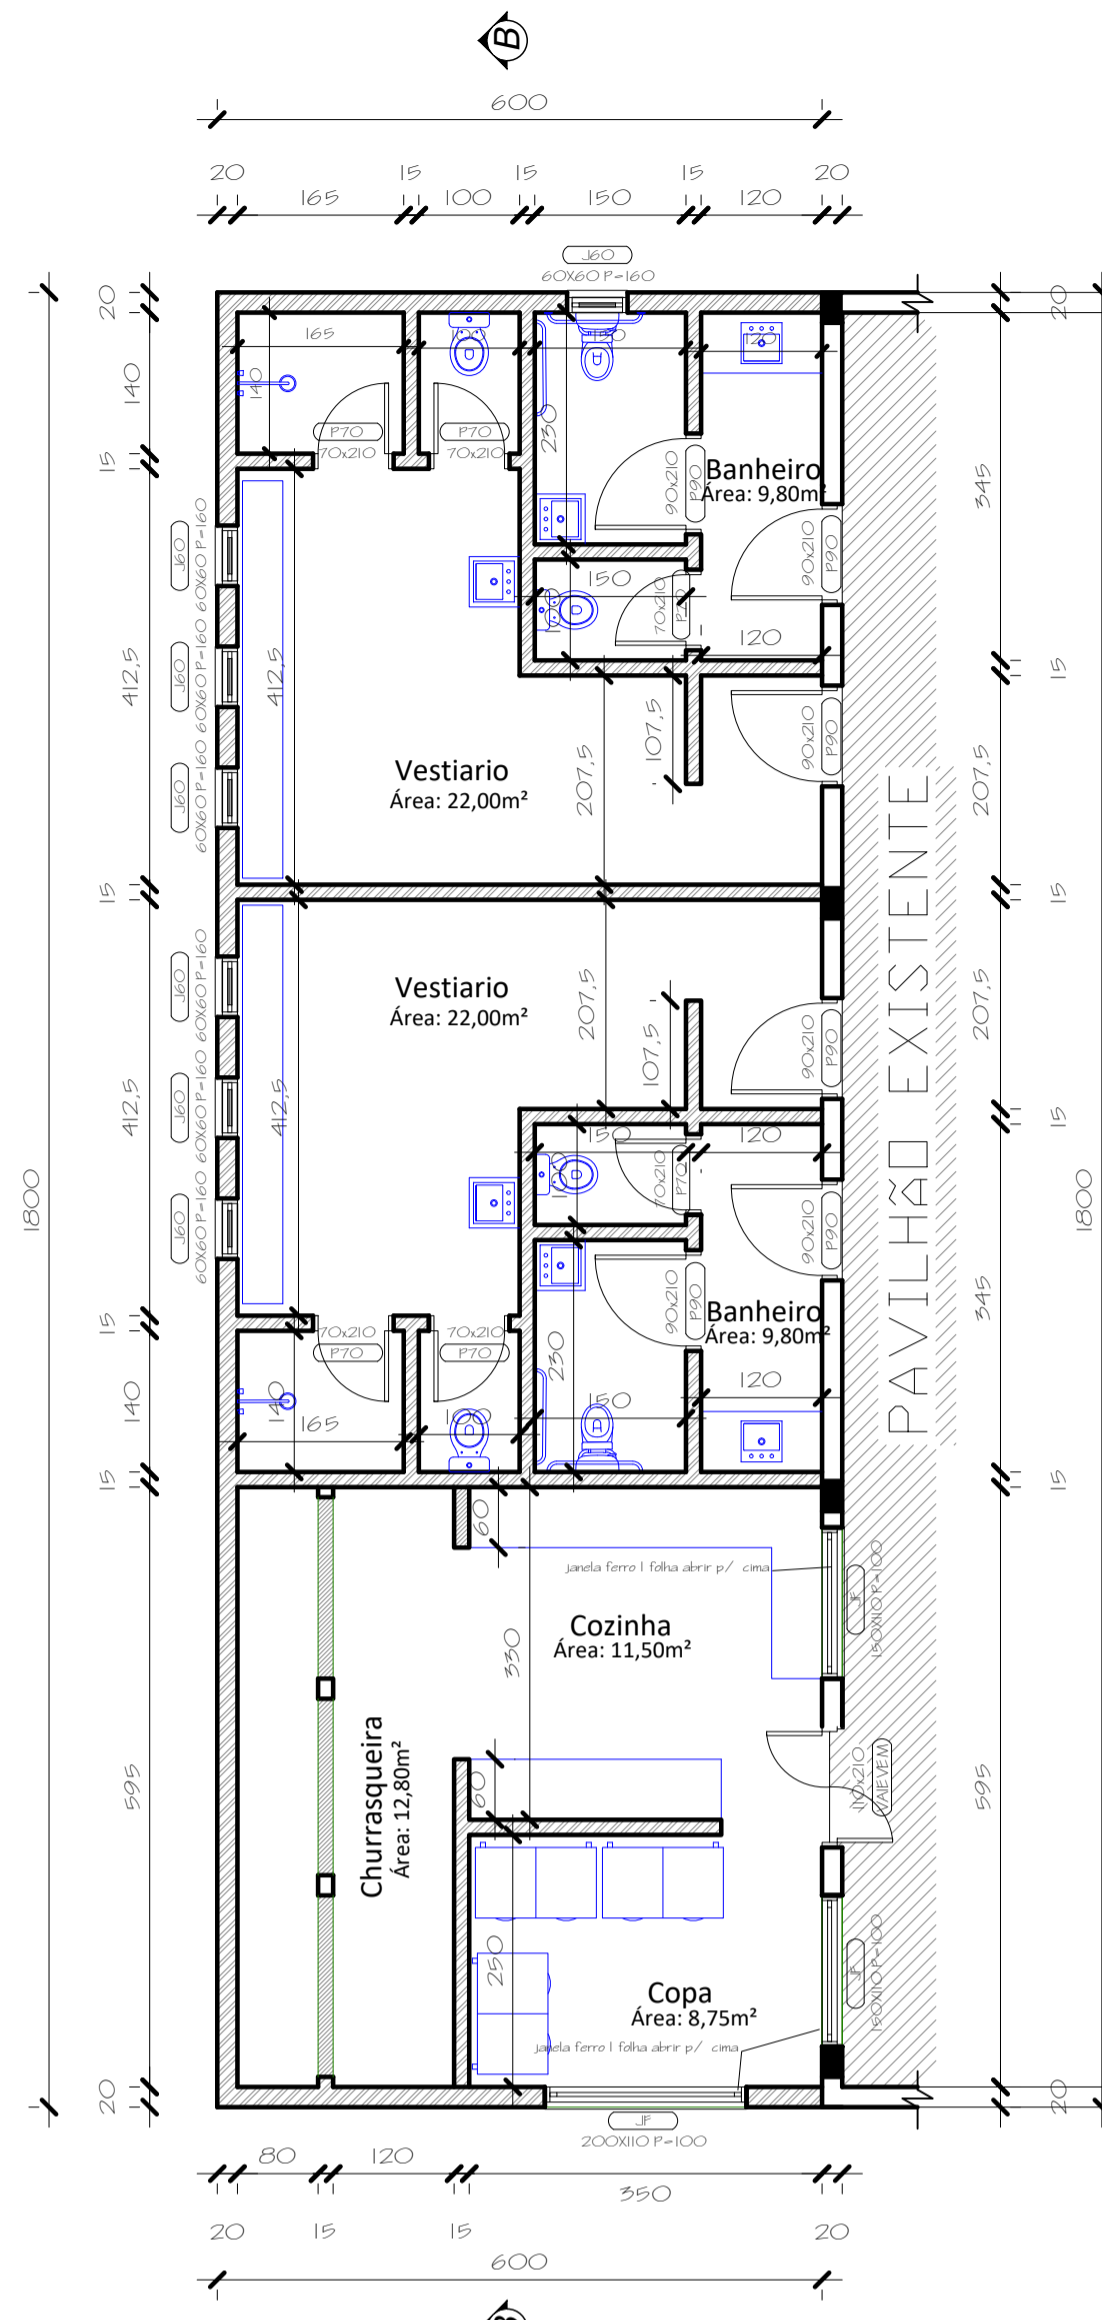 B
600
20 15 15 15 20
165 100 150 120
J60
60X60 P=160
20
20
165
100
150
120
140
140
P70
P70
70x210
70x210
230
90x210
P90
Banheiro
Área: 9,80m²
345
15
J60
60X60 P=160
90x210
P90
150
70x210
120
J60
60X60 P=160
412,5
412,5
15
107,5
90x210
P90
207,5
207,5
Vestiario
Área: 22,00m²
J60
60X60 P=160
PAVILHÃO EXISTENTE
15
15
J60
60X60 P=160
Vestiario
Área: 22,00m²
207,5
207,5
107,5
90x210
P90
J60
60X60 P=160
412,5
412,5
15
150
120
70x210
P70
1800
1800
J60
60X60 P=160
90x210
P90
90x210
P90
Banheiro
Área: 9,80m²
345
15
70x210
70x210
P70
P70
230
140
140
165
100
150
120
15
15
60
janela ferro 1 folha abrir p/ cima
JF
150X110 P=100
Cozinha
Área: 11,50m²
330
Churrasqueira
Área: 12,80m²
595
595
60
110x210
VAIEVEM
250
JF
150X110 P=100
Copa
Área: 8,75m²
janela ferro 1 folha abrir p/ cima
20
20
JF
200X110 P=100
80 120
350
20 15 15 20
600
B